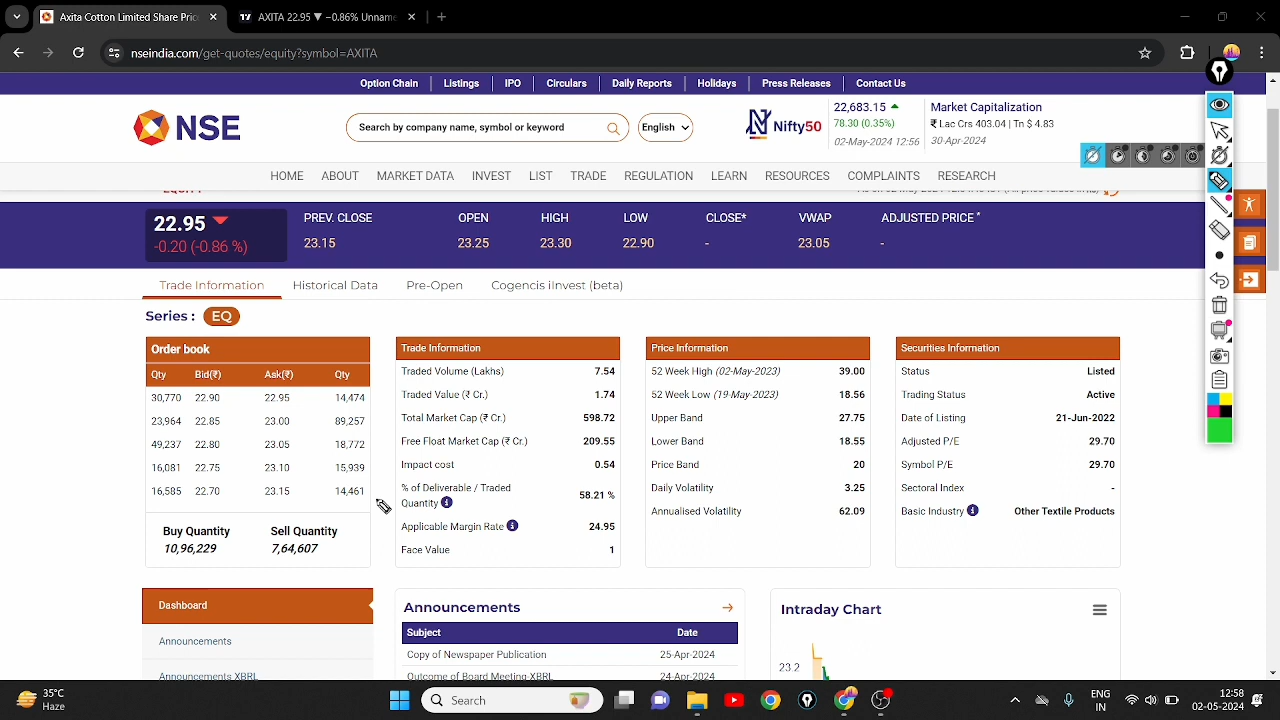 Axita Cotton Limited Share Pric
AXITA 22.95 ▼ −0.86% Unname
nseindia.com/get-quotes/equity?symbol=AXITA
Option Chain
Listings
IPO
Circulars
Daily Reports
Holidays
Press Releases
Contact Us
NSE
Search by company name, symbol or keyword
English
Nifty50
22,683.15
78.30 (0.35%)
02-May-2024 12:56
Market Capitalization
₹ Lac Crs 403.04 | Tn $ 4.83
30-Apr-2024
HOME ABOUT MARKET DATA INVEST LIST TRADE REGULATION LEARN RESOURCES COMPLAINTS RESEARCH
22.95
-0.20 (-0.86 %)
PREV. CLOSE OPEN HIGH LOW CLOSE* VWAP ADJUSTED PRICE*
23.15 23.25 23.30 22.90 - 23.05 -
Trade Information Historical Data Pre-Open Cogencis iInvest (beta)
Series : EQ
Order book
Qty Bid(₹) Ask(₹) Qty
30,770 22.90 22.95 14,474
23,964 22.85 23.00 89,257
49,237 22.80 23.05 18,772
16,081 22.75 23.10 15,939
16,585 22.70 23.15 14,461
Buy Quantity Sell Quantity
10,96,229 7,64,607
Trade Information
Traded Volume (Lakhs) 7.54
Traded Value (₹ Cr.) 1.74
Total Market Cap (₹ Cr.) 598.72
Free Float Market Cap (₹ Cr.) 209.55
Impact cost 0.54
% of Deliverable / Traded
Quantity 58.21 %
Applicable Margin Rate 24.95
Face Value 1
Price Information
52 Week High (02-May-2023) 39.00
52 Week Low (19-May-2023) 18.56
Upper Band 27.75
Lower Band 18.55
Price Band 20
Daily Volatility 3.25
Annualised Volatility 62.09
Securities Information
Status Listed
Trading Status Active
Date of Listing 21-Jun-2022
Adjusted P/E 29.70
Symbol P/E 29.70
Sectoral Index -
Basic Industry Other Textile Products
Dashboard
Announcements
Announcements XBRL
Announcements
Subject Date
Copy of Newspaper Publication 25-Apr-2024
Outcome of Board Meeting-XBRL 24-Apr-2024
Intraday Chart
23.2
35°C
Haze
Search
ENG
IN
12:58
02-05-2024